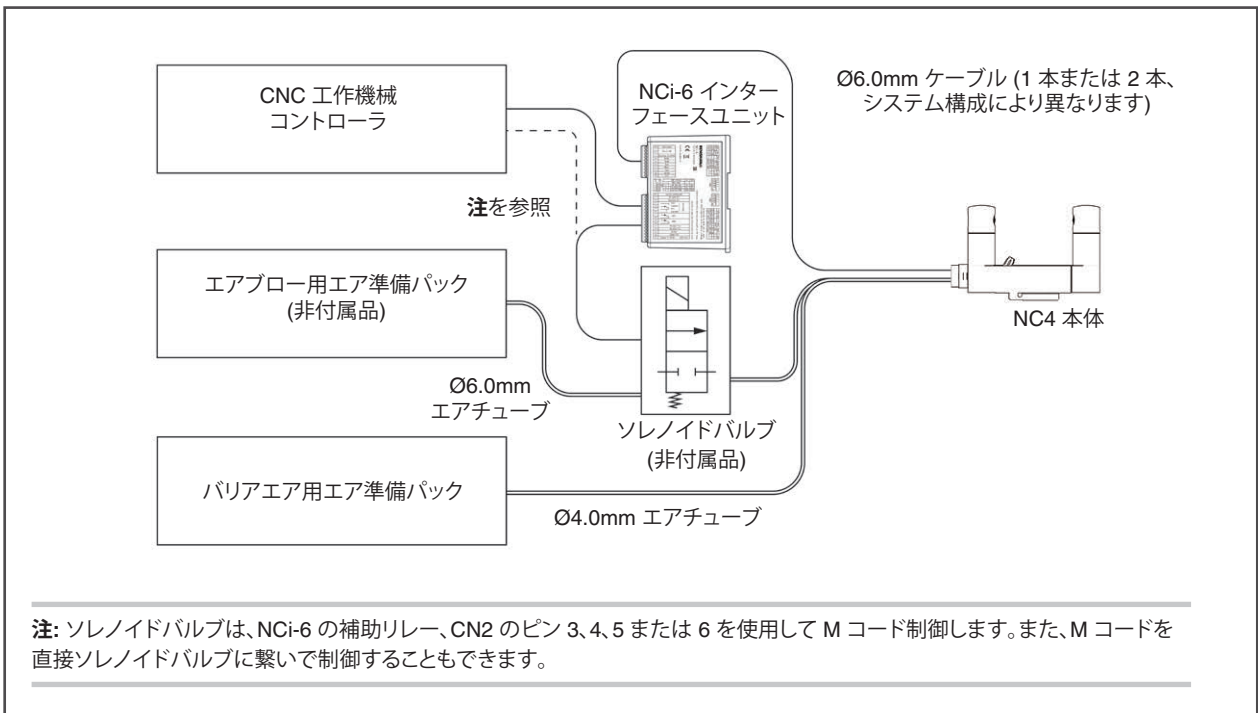 CNC 工作機械
コントローラ
NCi-6 インター
フェースユニット
Ø6.0mm ケーブル (1 本または 2 本、
システム構成により異なります)
注を参照
エアブロー用エア準備パック
(非付属品)
NC4 本体
Ø6.0mm
エアチューブ
ソレノイドバルブ
(非付属品)
バリアエア用エア準備パック
Ø4.0mm エアチューブ
注: ソレノイドバルブは、NCi-6 の補助リレー、CN2 のピン 3、4、5 または 6 を使用して M コード制御します。また、M コードを
直接ソレノイドバルブに繋いで制御することもできます。